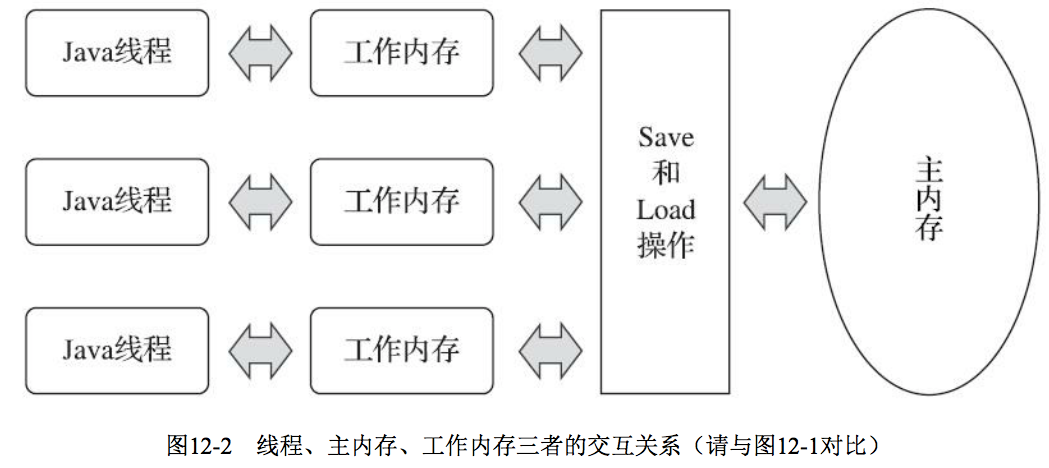 Java线程
工作内存
Java线程
工作内存
Java线程
工作内存
Save
和
Load
操作
主内存
图12-2 线程、主内存、工作内存三者的交互关系（请与图12-1对比）